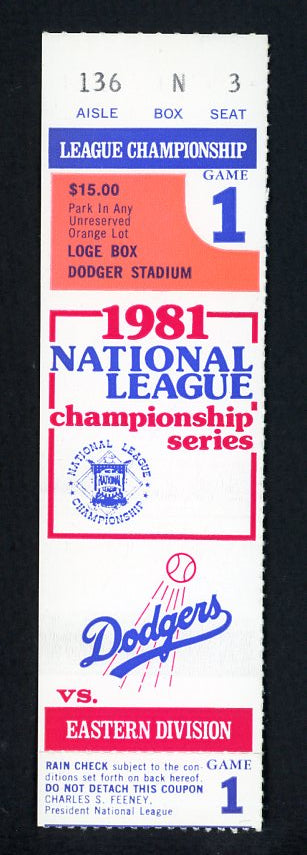 136 N 3
AISLE BOX SEAT
LEAGUE CHAMPIONSHIP
GAME
1
$15.00
Park In Any
Unreserved
Orange Lot
LOGE BOX
DODGER STADIUM
1981
NATIONAL
LEAGUE
championship
series
NATIONAL LEAGUE
NATIONAL
CHAMPIONSHIP
Dodgers
vs.
EASTERN DIVISION
RAIN CHECK subject to the con-
ditions set forth on back hereof.
DO NOT DETACH THIS COUPON
CHARLES S. FEENEY,
President National League
GAME
1